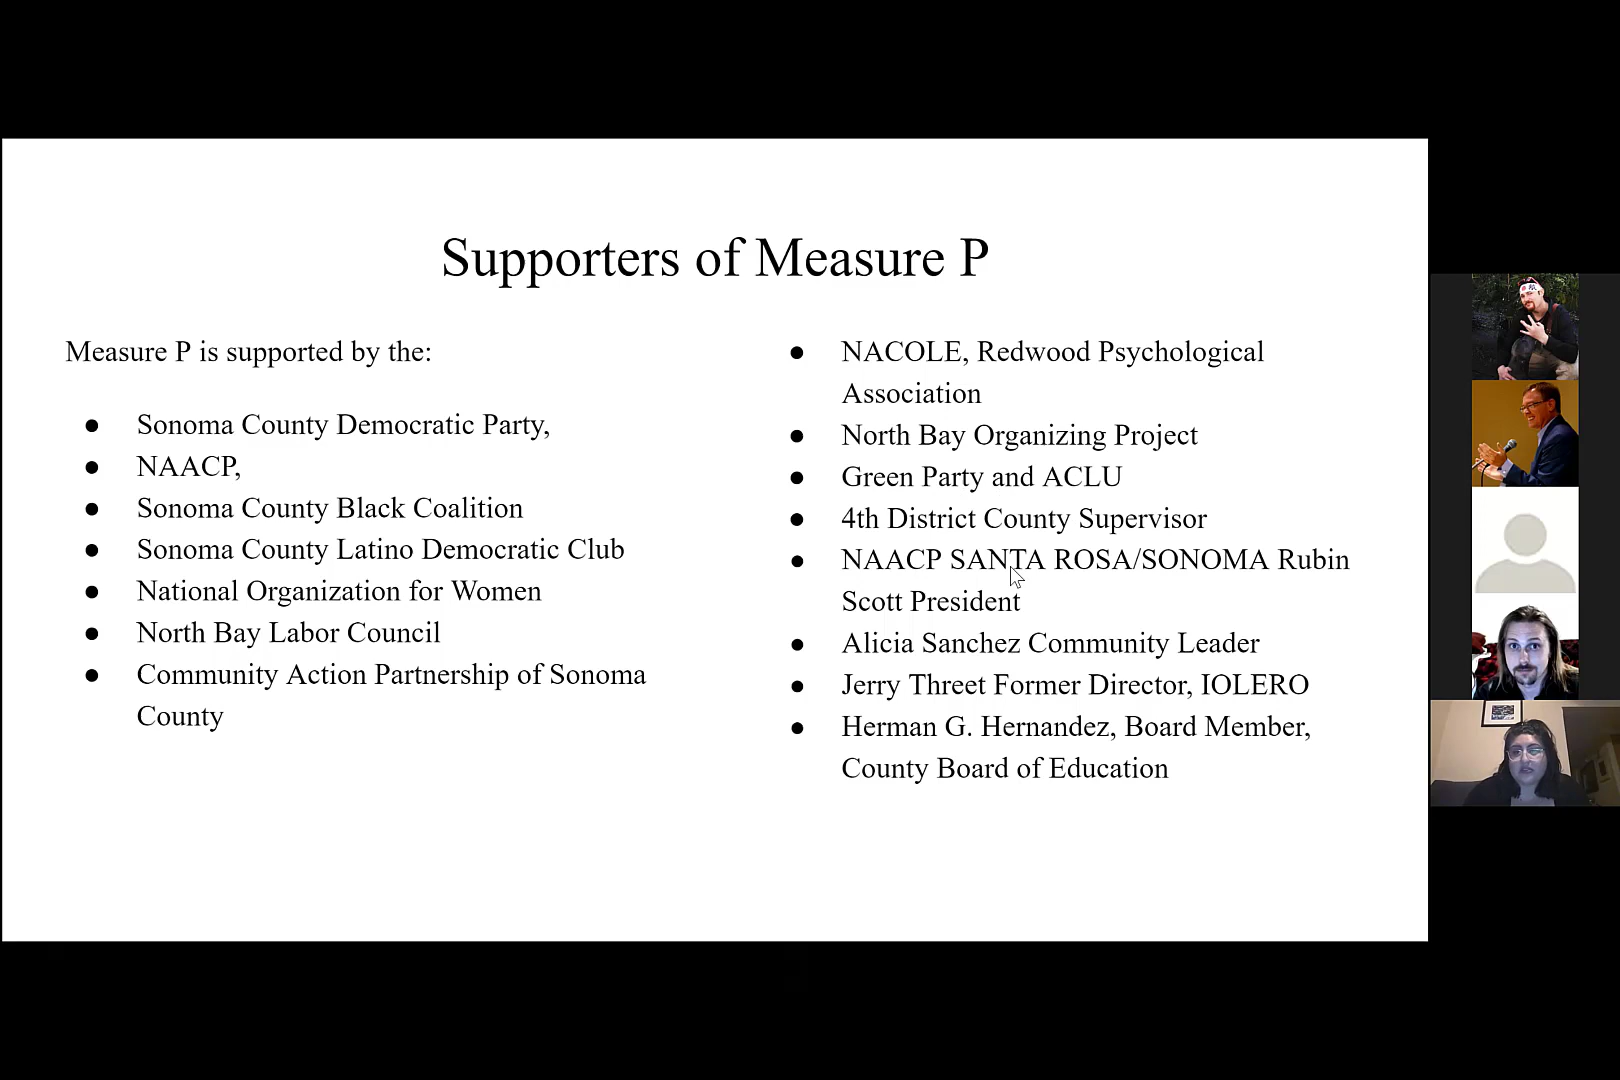 Supporters of Measure P
Measure P is supported by the:
● Sonoma County Democratic Party,
● NAACP,
● Sonoma County Black Coalition
● Sonoma County Latino Democratic Club
● National Organization for Women
● North Bay Labor Council
● Community Action Partnership of Sonoma
County
● NACOLE, Redwood Psychological
Association
● North Bay Organizing Project
● Green Party and ACLU
● 4th District County Supervisor
● NAACP SANTA ROSA/SONOMA Rubin
Scott President
● Alicia Sanchez Community Leader
● Jerry Threet Former Director, IOLERO
● Herman G. Hernandez, Board Member,
County Board of Education